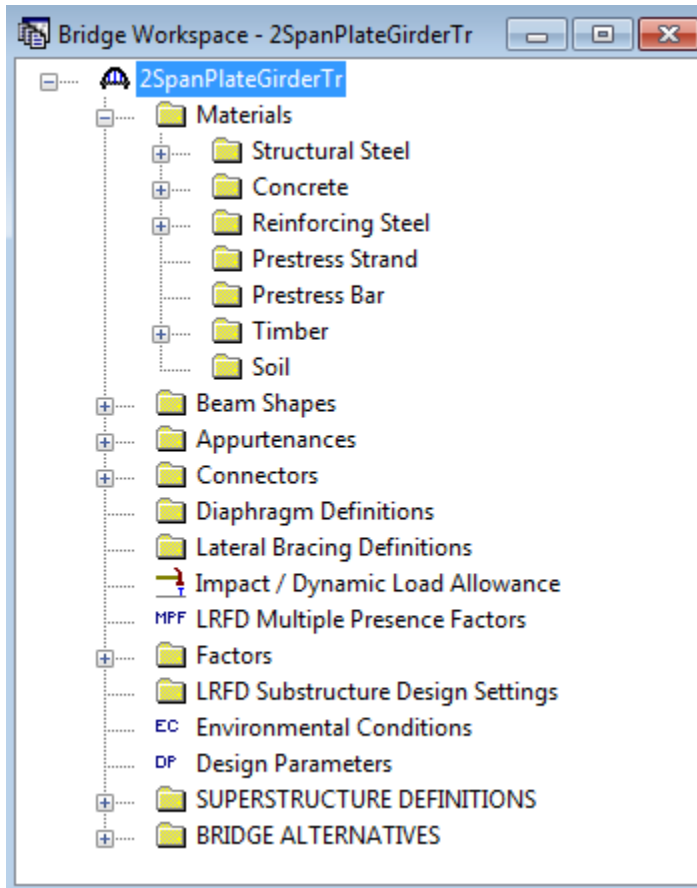 Bridge Workspace - 2SpanPlateGirderTr
2SpanPlateGirderTr
Materials
Structural Steel
Concrete
Reinforcing Steel
Prestress Strand
Prestress Bar
Timber
Soil
Beam Shapes
Appurtenances
Connectors
Diaphragm Definitions
Lateral Bracing Definitions
Impact / Dynamic Load Allowance
MPF LRFD Multiple Presence Factors
Factors
LRFD Substructure Design Settings
EC Environmental Conditions
DP Design Parameters
SUPERSTRUCTURE DEFINITIONS
BRIDGE ALTERNATIVES